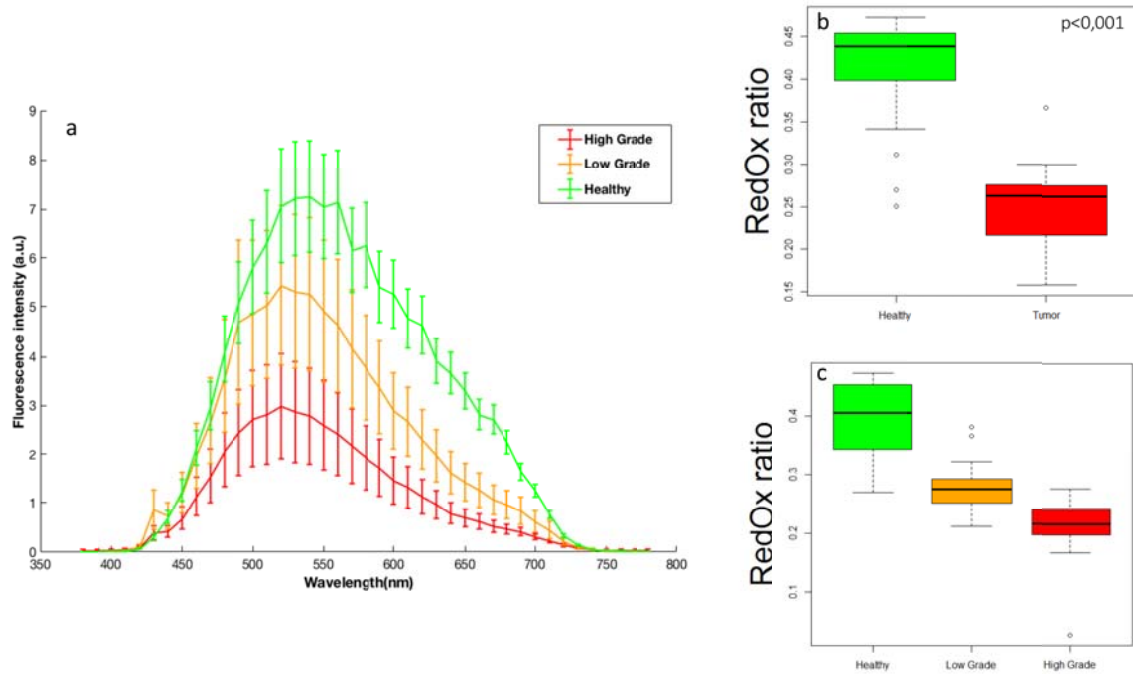 a
9
8
7
6
5
4
3
2
1
0
Fluorescence intensity (a.u.)
350 400 450 500 550 600 650 700 750 800
Wavelength(nm)
High Grade
Low Grade
Healthy
b
p<0,001
RedOx ratio
0.45
0.40
0.35
0.30
0.25
0.20
0.15
Healthy Tumor
c
RedOx ratio
0.4
0.3
0.2
0.1
Healthy Low Grade High Grade